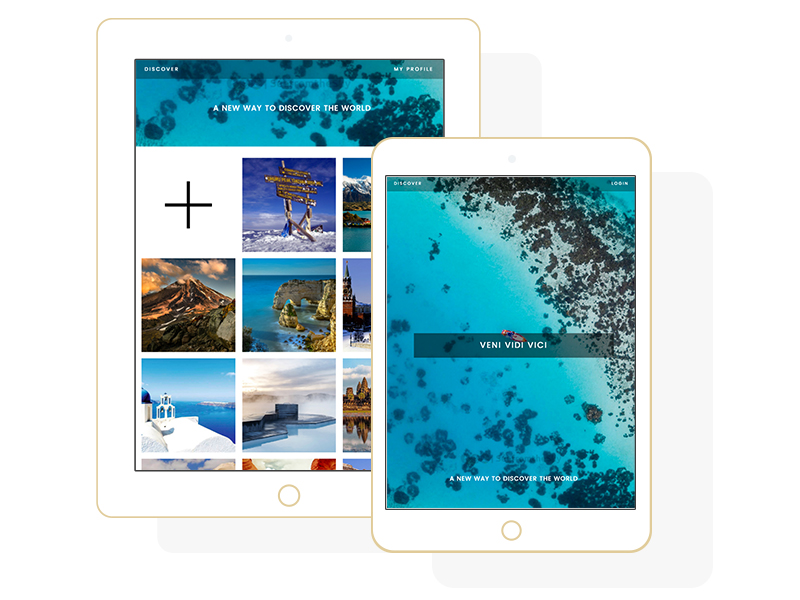 DISCOVER
MY PROFILE
A NEW WAY TO DISCOVER THE WORLD
DISCOVER
LOGIN
VENI VIDI VICI
A NEW WAY TO DISCOVER THE WORLD